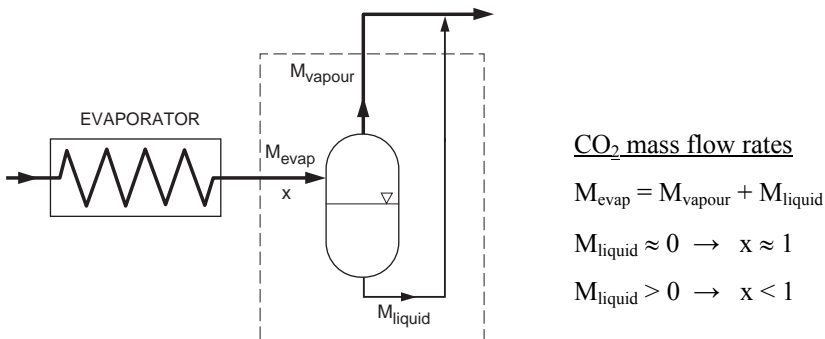 M_vapour
EVAPORATOR
M_evap
x
M_liquid
CO₂ mass flow rates
M_evap = M_vapour + M_liquid
M_liquid ≈ 0 → x ≈ 1
M_liquid > 0 → x < 1